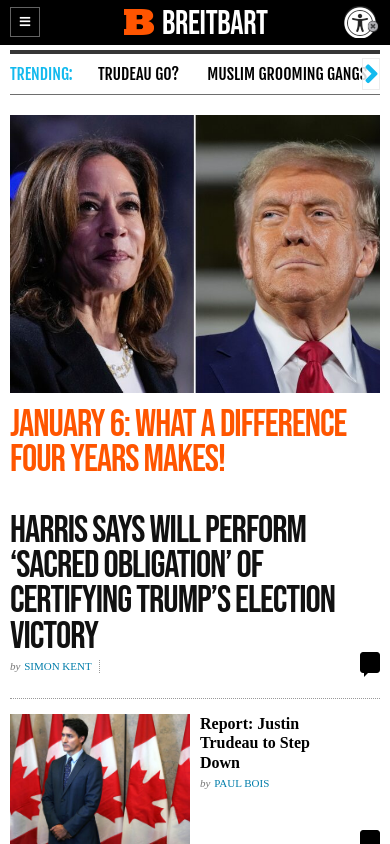 BREITBART
TRENDING:
TRUDEAU GO?
MUSLIM GROOMING GANGS
JANUARY 6: WHAT A DIFFERENCE
FOUR YEARS MAKES!
HARRIS SAYS WILL PERFORM
‘SACRED OBLIGATION’ OF
CERTIFYING TRUMP’S ELECTION
VICTORY
by SIMON KENT
Report: Justin
Trudeau to Step
Down
by PAUL BOIS